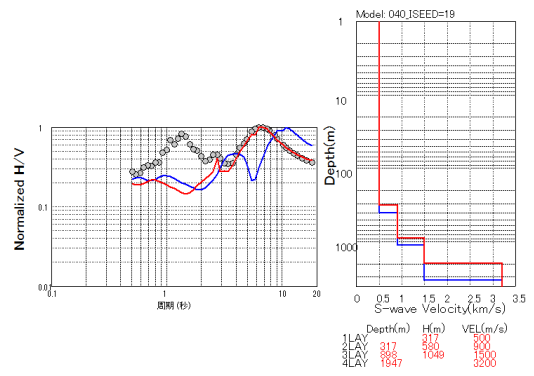 Model: 040_ISEED=19
1
10
100
1000
Depth(m)
0 0.5 1 1.5 2 2.5 3 3.5
S-wave Velocity(km/s)
Normalized H/V
1
0.1
0.01
0.1 1 10 20
周期 (秒)
Depth(m) H(m) VEL(m/s)
1LAY 317 500
2LAY 317 580 900
3LAY 898 1049 1500
4LAY 1947 3200